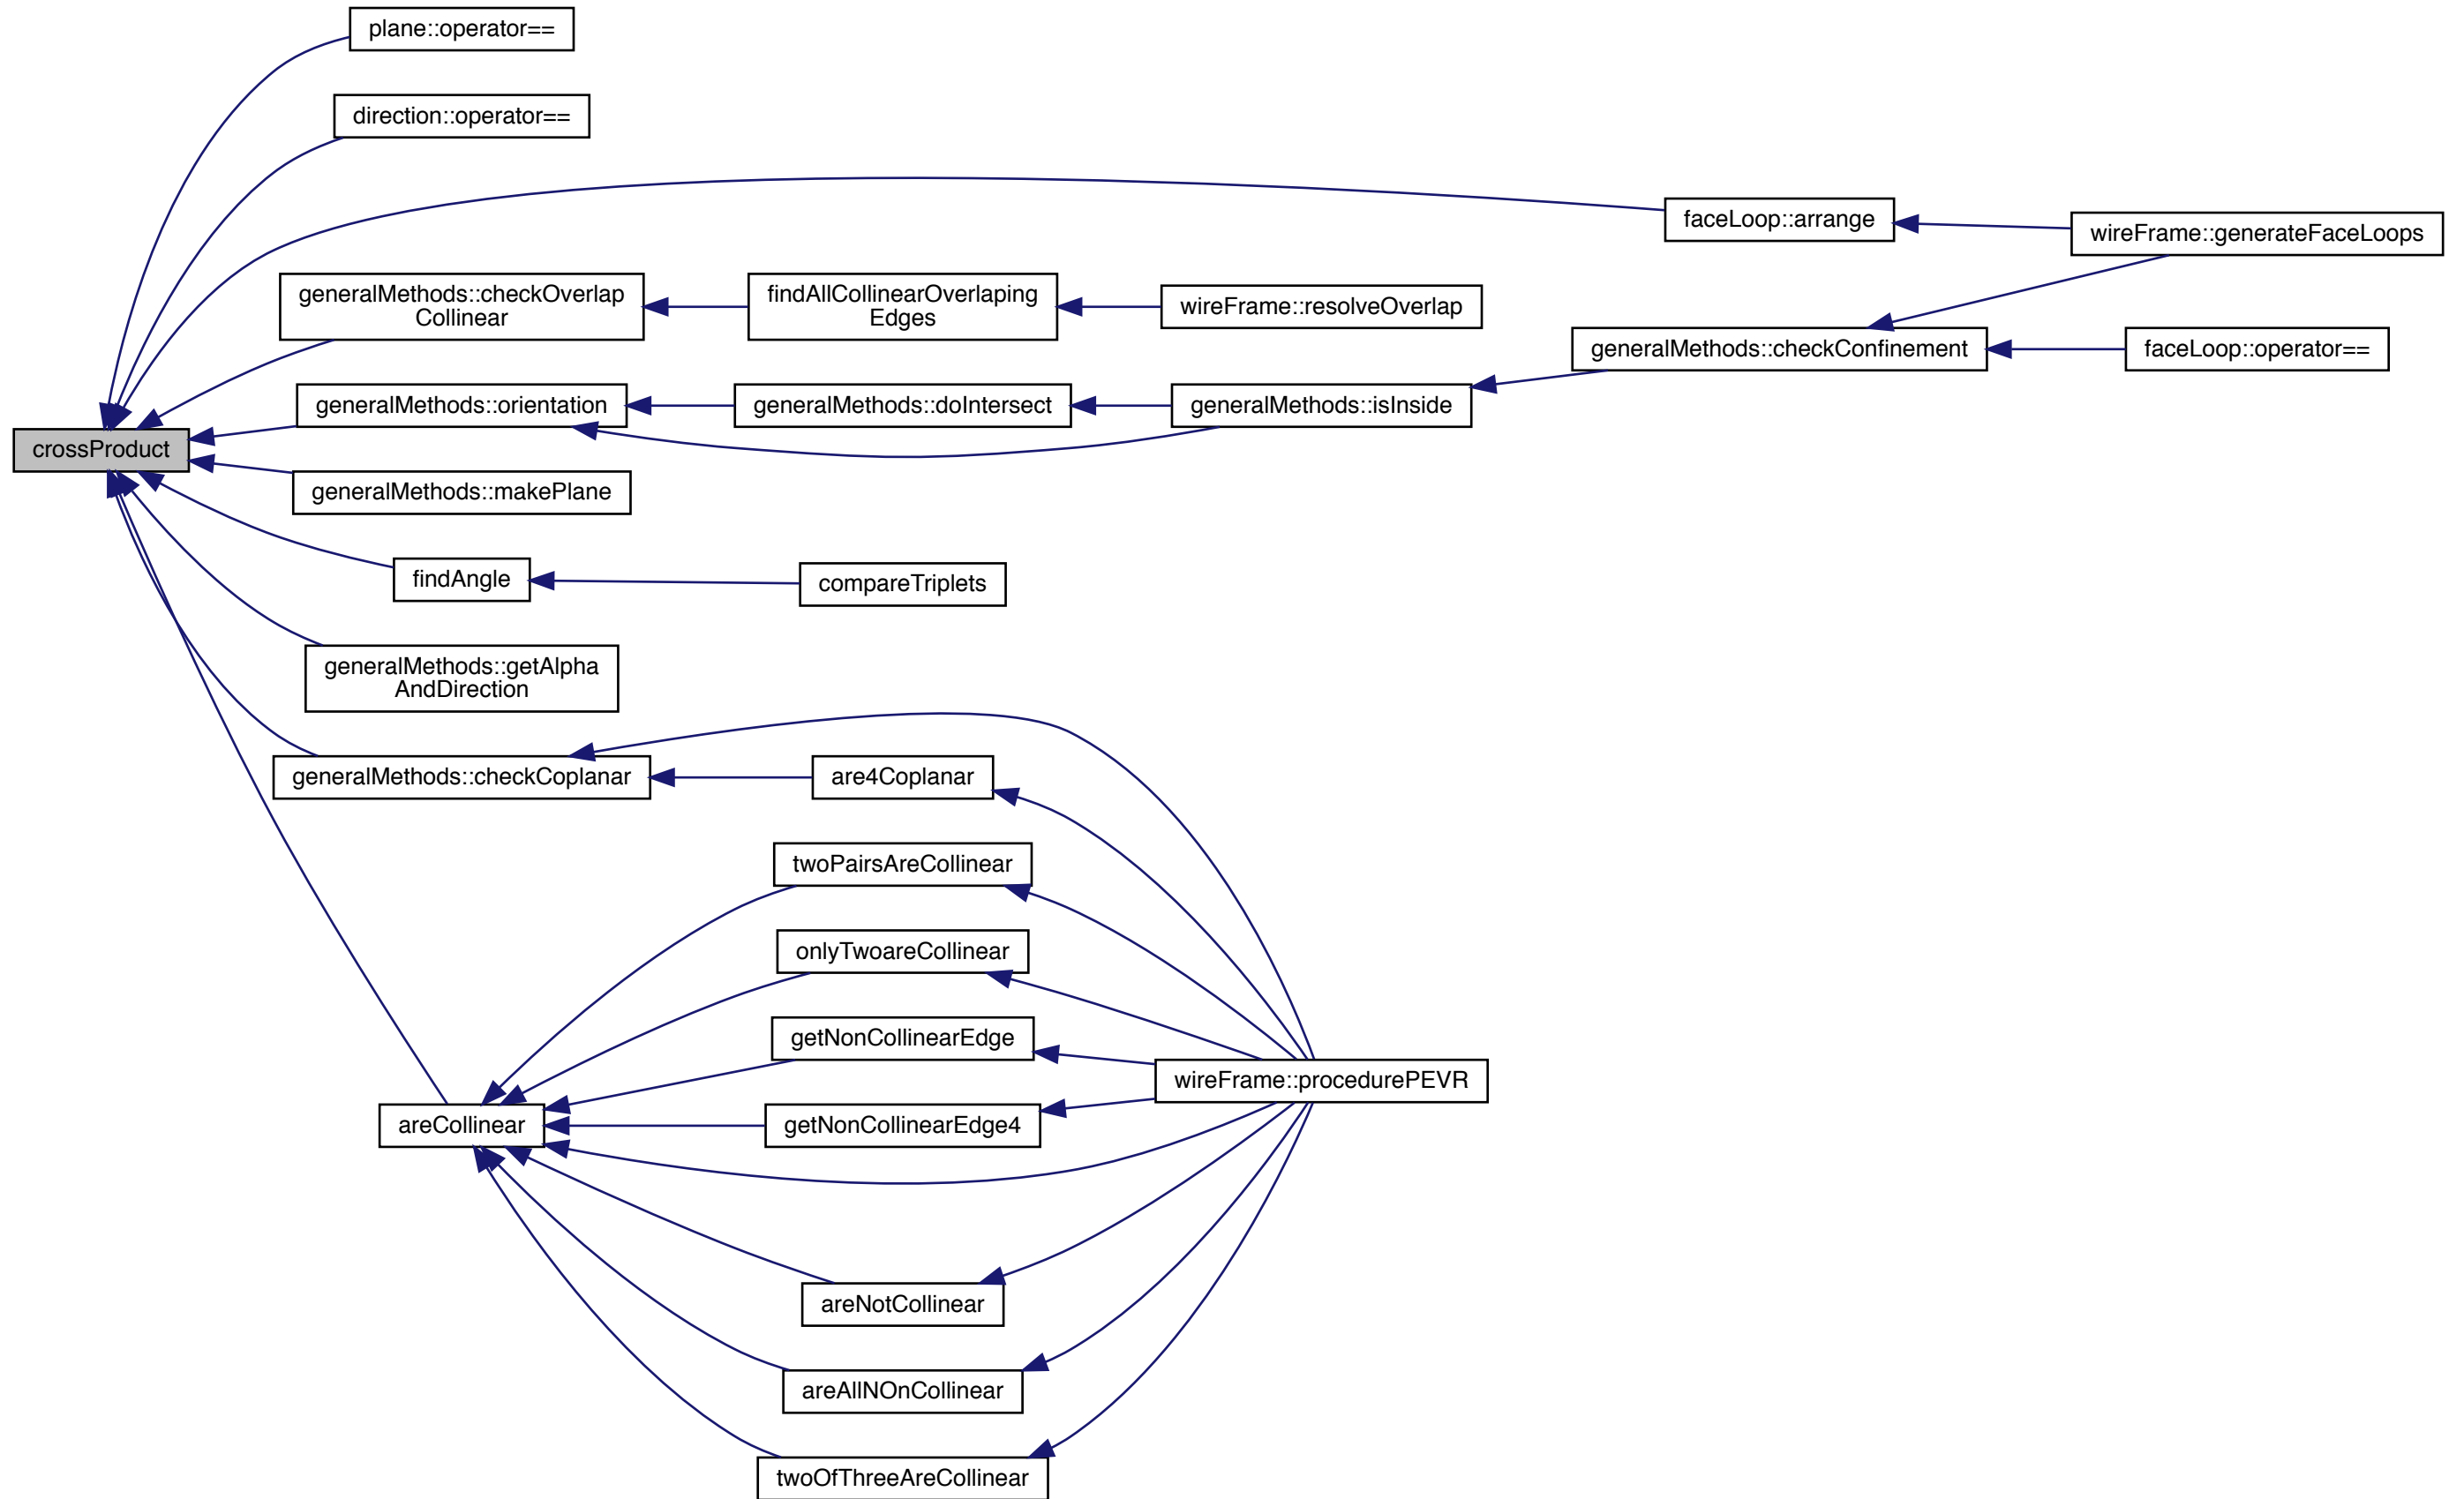 plane::operator==
direction::operator==
faceLoop::arrange
wireFrame::generateFaceLoops
generalMethods::checkOverlap
Collinear
findAllCollinearOverlaping
Edges
wireFrame::resolveOverlap
generalMethods::checkConfinement
faceLoop::operator==
generalMethods::orientation
generalMethods::doIntersect
generalMethods::isInside
crossProduct
generalMethods::makePlane
findAngle
compareTriplets
generalMethods::getAlpha
AndDirection
generalMethods::checkCoplanar
are4Coplanar
twoPairsAreCollinear
onlyTwoareCollinear
getNonCollinearEdge
wireFrame::procedurePEVR
areCollinear
getNonCollinearEdge4
areNotCollinear
areAllNOnCollinear
twoOfThreeAreCollinear